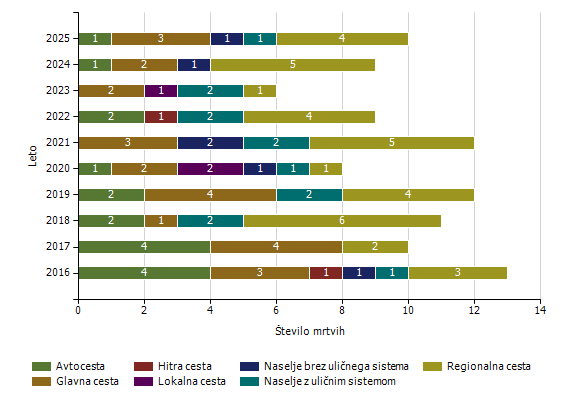 2025 1 3 1 1 4
2024 1 2 1 5
2023 2 1 2 1
2022 2 1 2 4
2021 3 2 2 5
Leto
2020 1 2 2 1 1 1
2019 2 4 2 4
2018 2 1 2 6
2017 4 4 2
2016 4 3 1 1 1 3
0 2 4 6 8 10 12 14
Število mrtvih
Avtocesta Hitra cesta Naselje brez uličnega sistema Regionalna cesta
Glavna cesta Lokalna cesta Naselje z uličnim sistemom